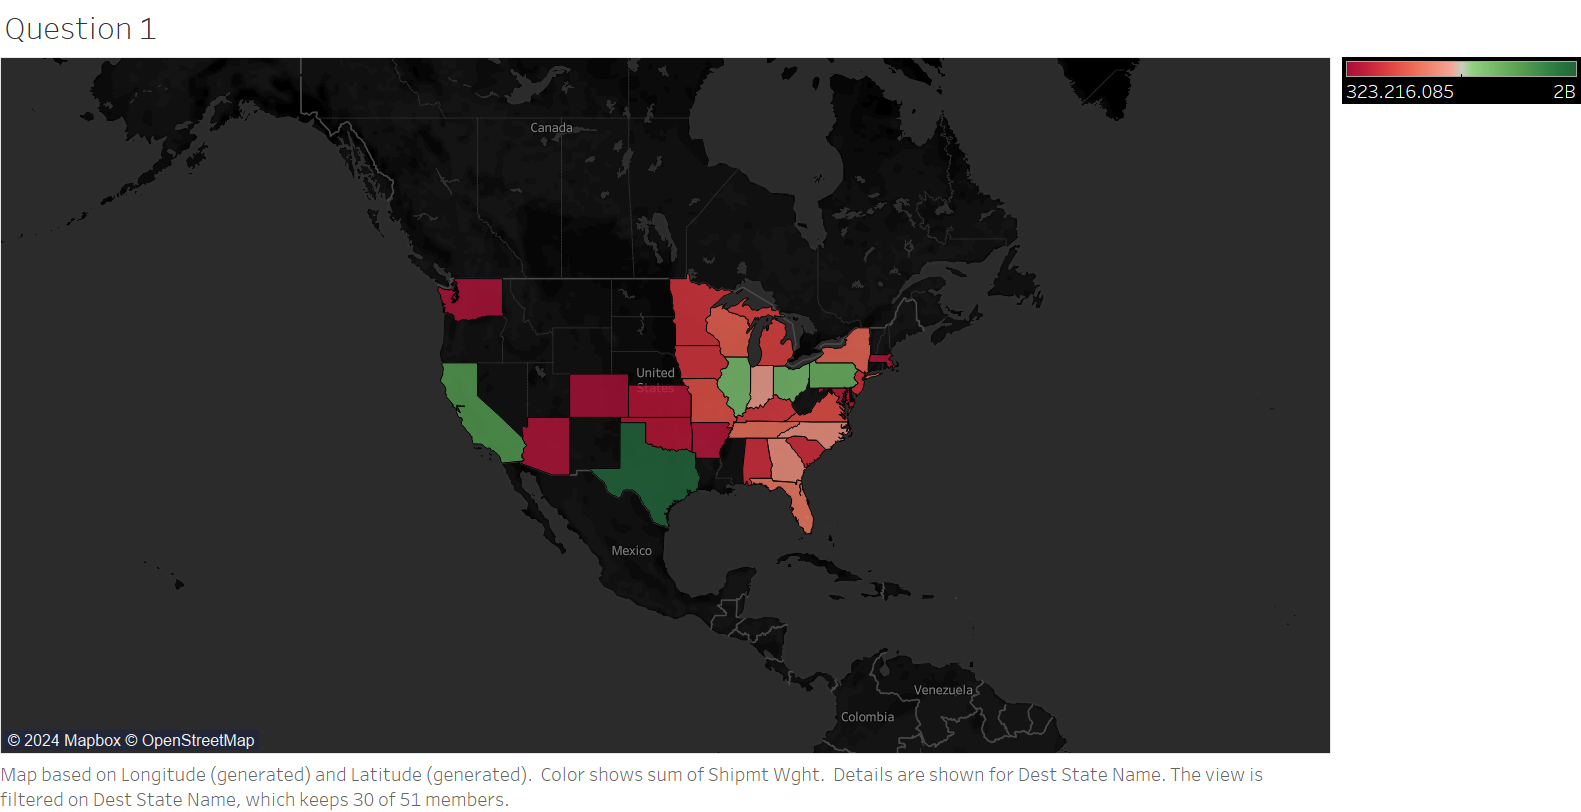 Question 1
323.216.085 2B
Canada
United
States
Mexico
Venezuela
Colombia
© 2024 Mapbox © OpenStreetMap
Map based on Longitude (generated) and Latitude (generated).  Color shows sum of Shipmt Wght.  Details are shown for Dest State Name. The view is
filtered on Dest State Name, which keeps 30 of 51 members.